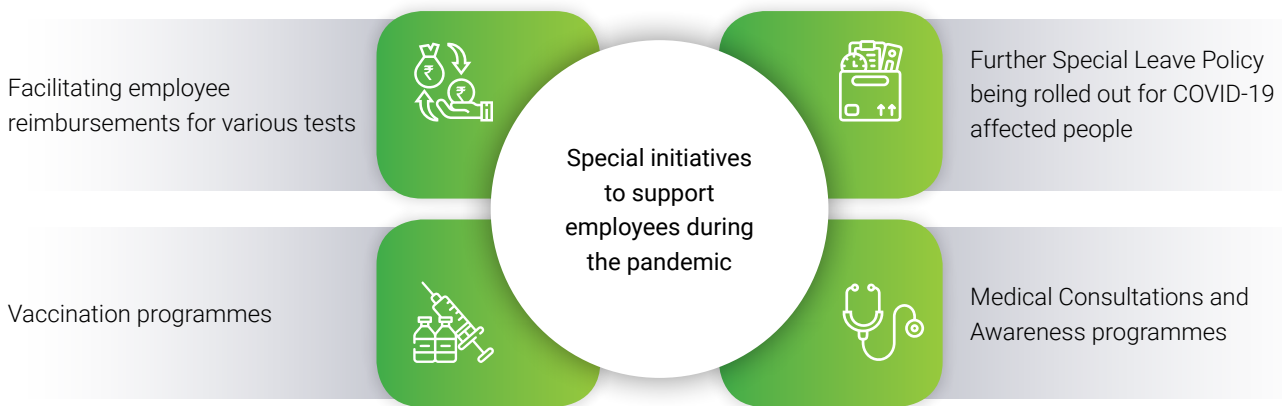 Facilitating employee
reimbursements for various tests
Vaccination programmes
Special initiatives
to support
employees during
the pandemic
Further Special Leave Policy
being rolled out for COVID-19
affected people
Medical Consultations and
Awareness programmes